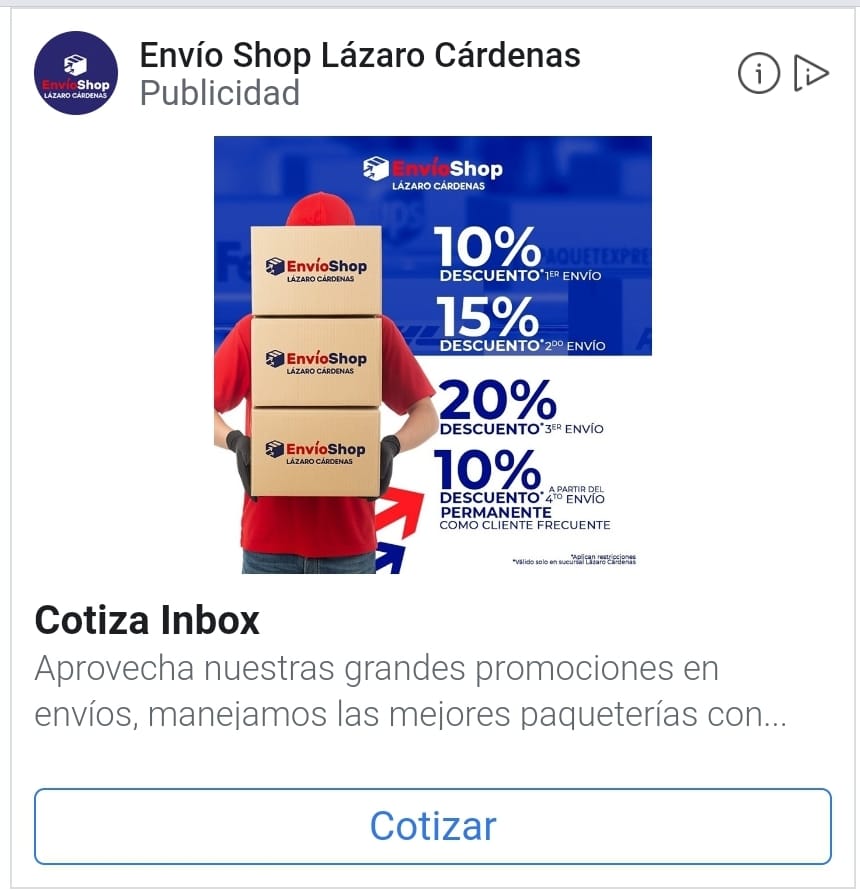 Envío Shop Lázaro Cárdenas
Publicidad
EnvíoShop
LÁZARO CÁRDENAS
EnvíoShop
LÁZARO CÁRDENAS
10%
DESCUENTO* 1ER ENVÍO
15%
DESCUENTO* 2DO ENVÍO
20%
DESCUENTO* 3ER ENVÍO
10%
DESCUENTO* A PARTIR DEL 4TO ENVÍO
PERMANENTE
COMO CLIENTE FRECUENTE
*Aplican restricciones
*Válido solo en sucursal Lázaro Cárdenas
EnvíoShop
LÁZARO CÁRDENAS
EnvíoShop
LÁZARO CÁRDENAS
EnvíoShop
LÁZARO CÁRDENAS
PAQUETEXPRE
Cotiza Inbox
Aprovecha nuestras grandes promociones en
envíos, manejamos las mejores paqueterías con...
Cotizar